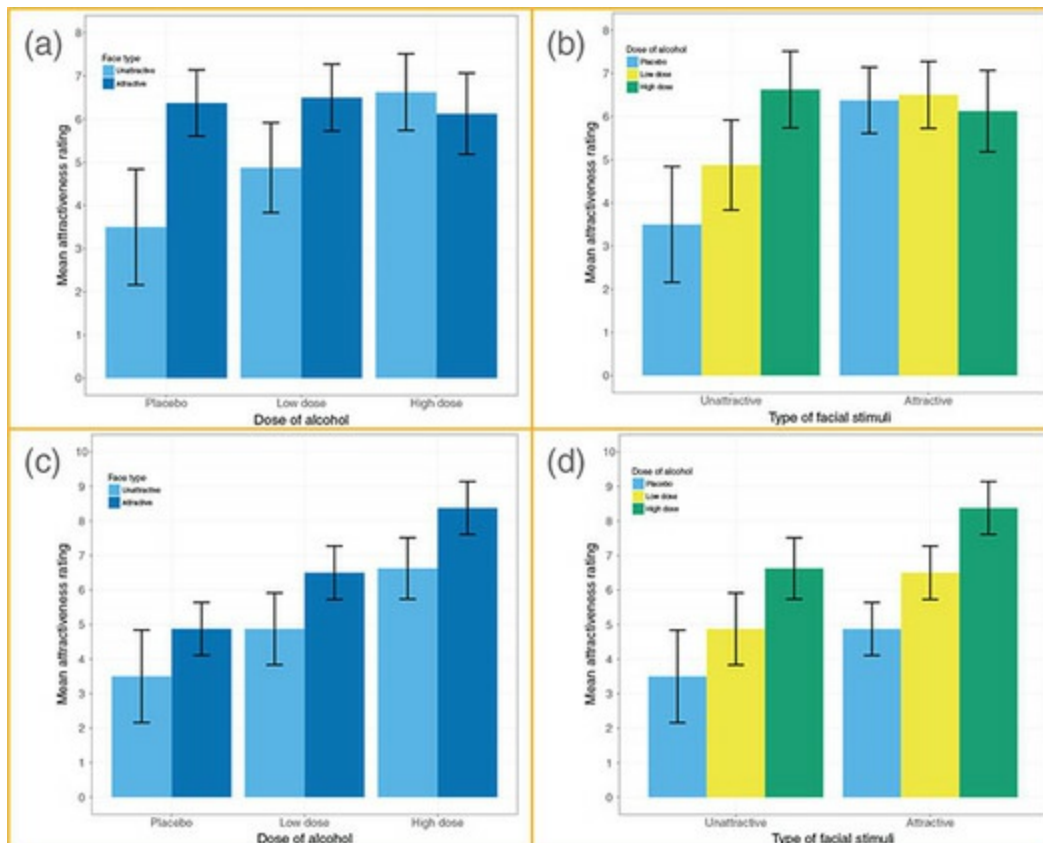 (a)
Face type
Unattractive
Attractive
Mean attractiveness rating
8
7
6
5
4
3
2
1
0
Placebo Low dose High dose
Dose of alcohol
(b)
Dose of alcohol
Placebo
Low dose
High dose
Mean attractiveness rating
8
7
6
5
4
3
2
1
0
Unattractive Attractive
Type of facial stimuli
(c)
Face type
Unattractive
Attractive
Mean attractiveness rating
10
9
8
7
6
5
4
3
2
1
0
Placebo Low dose High dose
Dose of alcohol
(d)
Dose of alcohol
Placebo
Low dose
High dose
Mean attractiveness rating
10
9
8
7
6
5
4
3
2
1
0
Unattractive Attractive
Type of facial stimuli